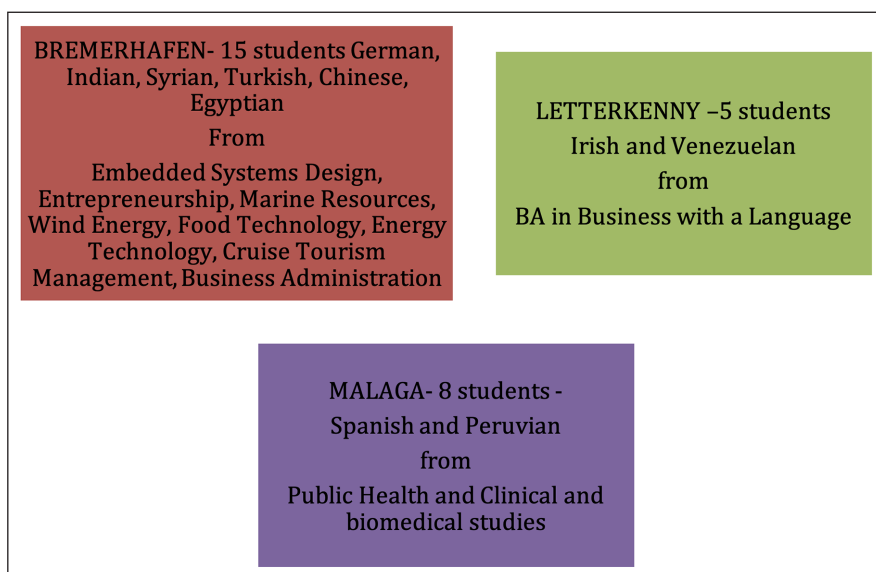 BREMERHAFEN- 15 students German,
Indian, Syrian, Turkish, Chinese,
Egyptian
From
Embedded Systems Design,
Entrepreneurship, Marine Resources,
Wind Energy, Food Technology, Energy
Technology, Cruise Tourism
Management, Business Administration
LETTERKENNY –5 students
Irish and Venezuelan
from
BA in Business with a Language
MALAGA- 8 students -
Spanish and Peruvian
from
Public Health and Clinical and
biomedical studies